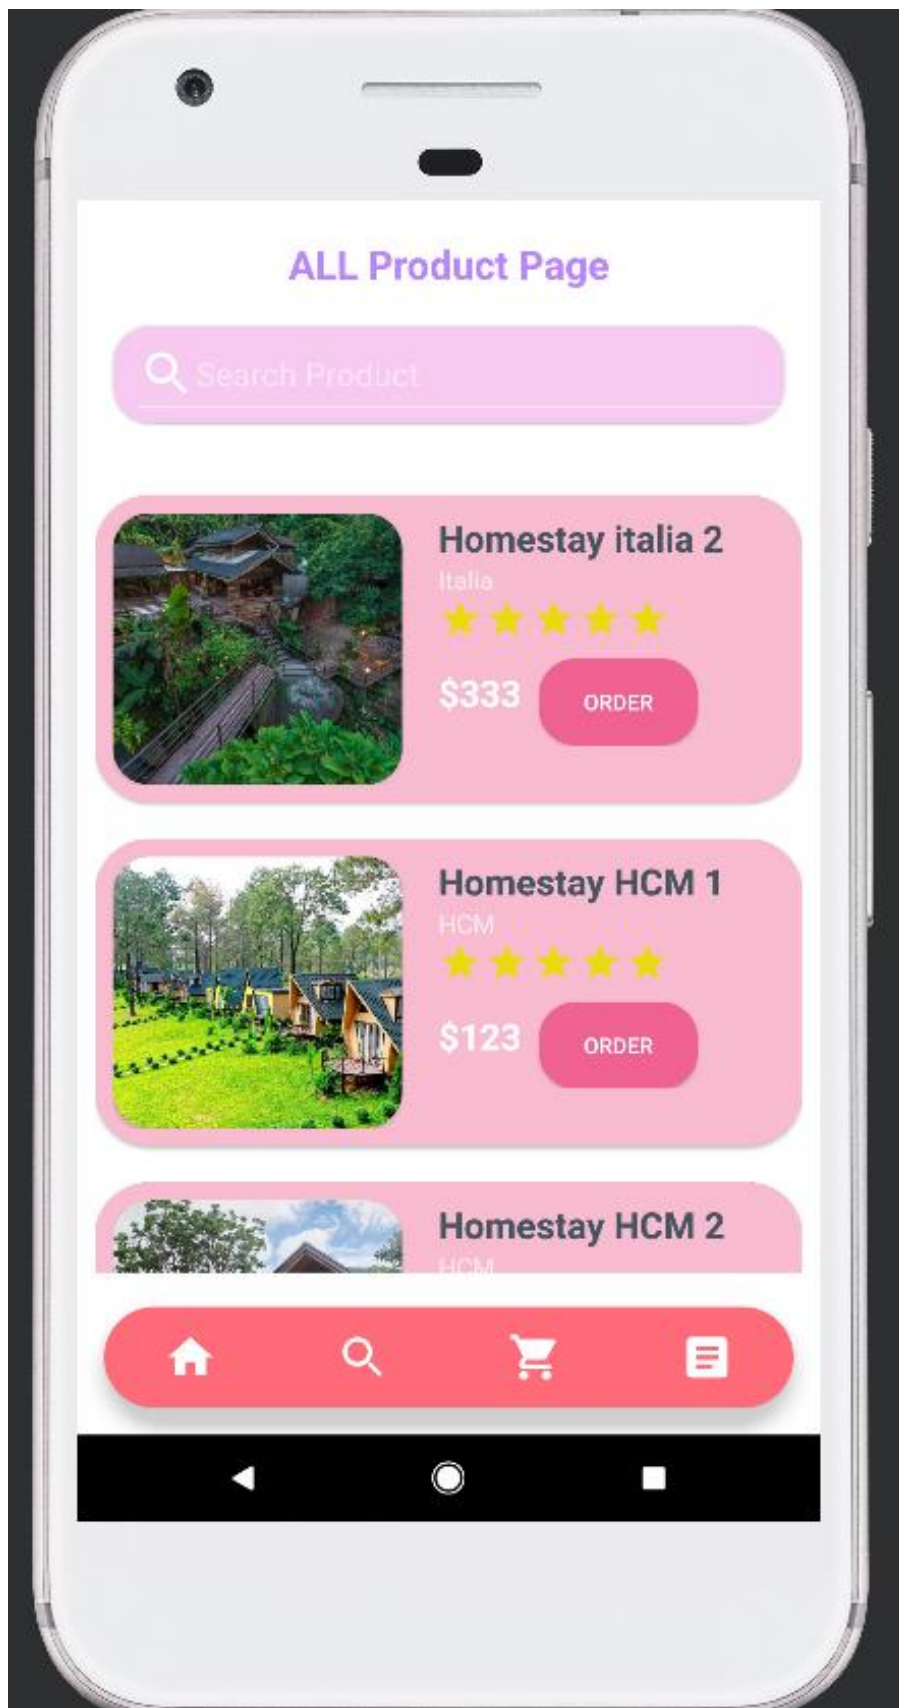 ALL Product Page
Search Product
Homestay italia 2
Italia
$333
ORDER
Homestay HCM 1
HCM
$123
ORDER
Homestay HCM 2
HCM